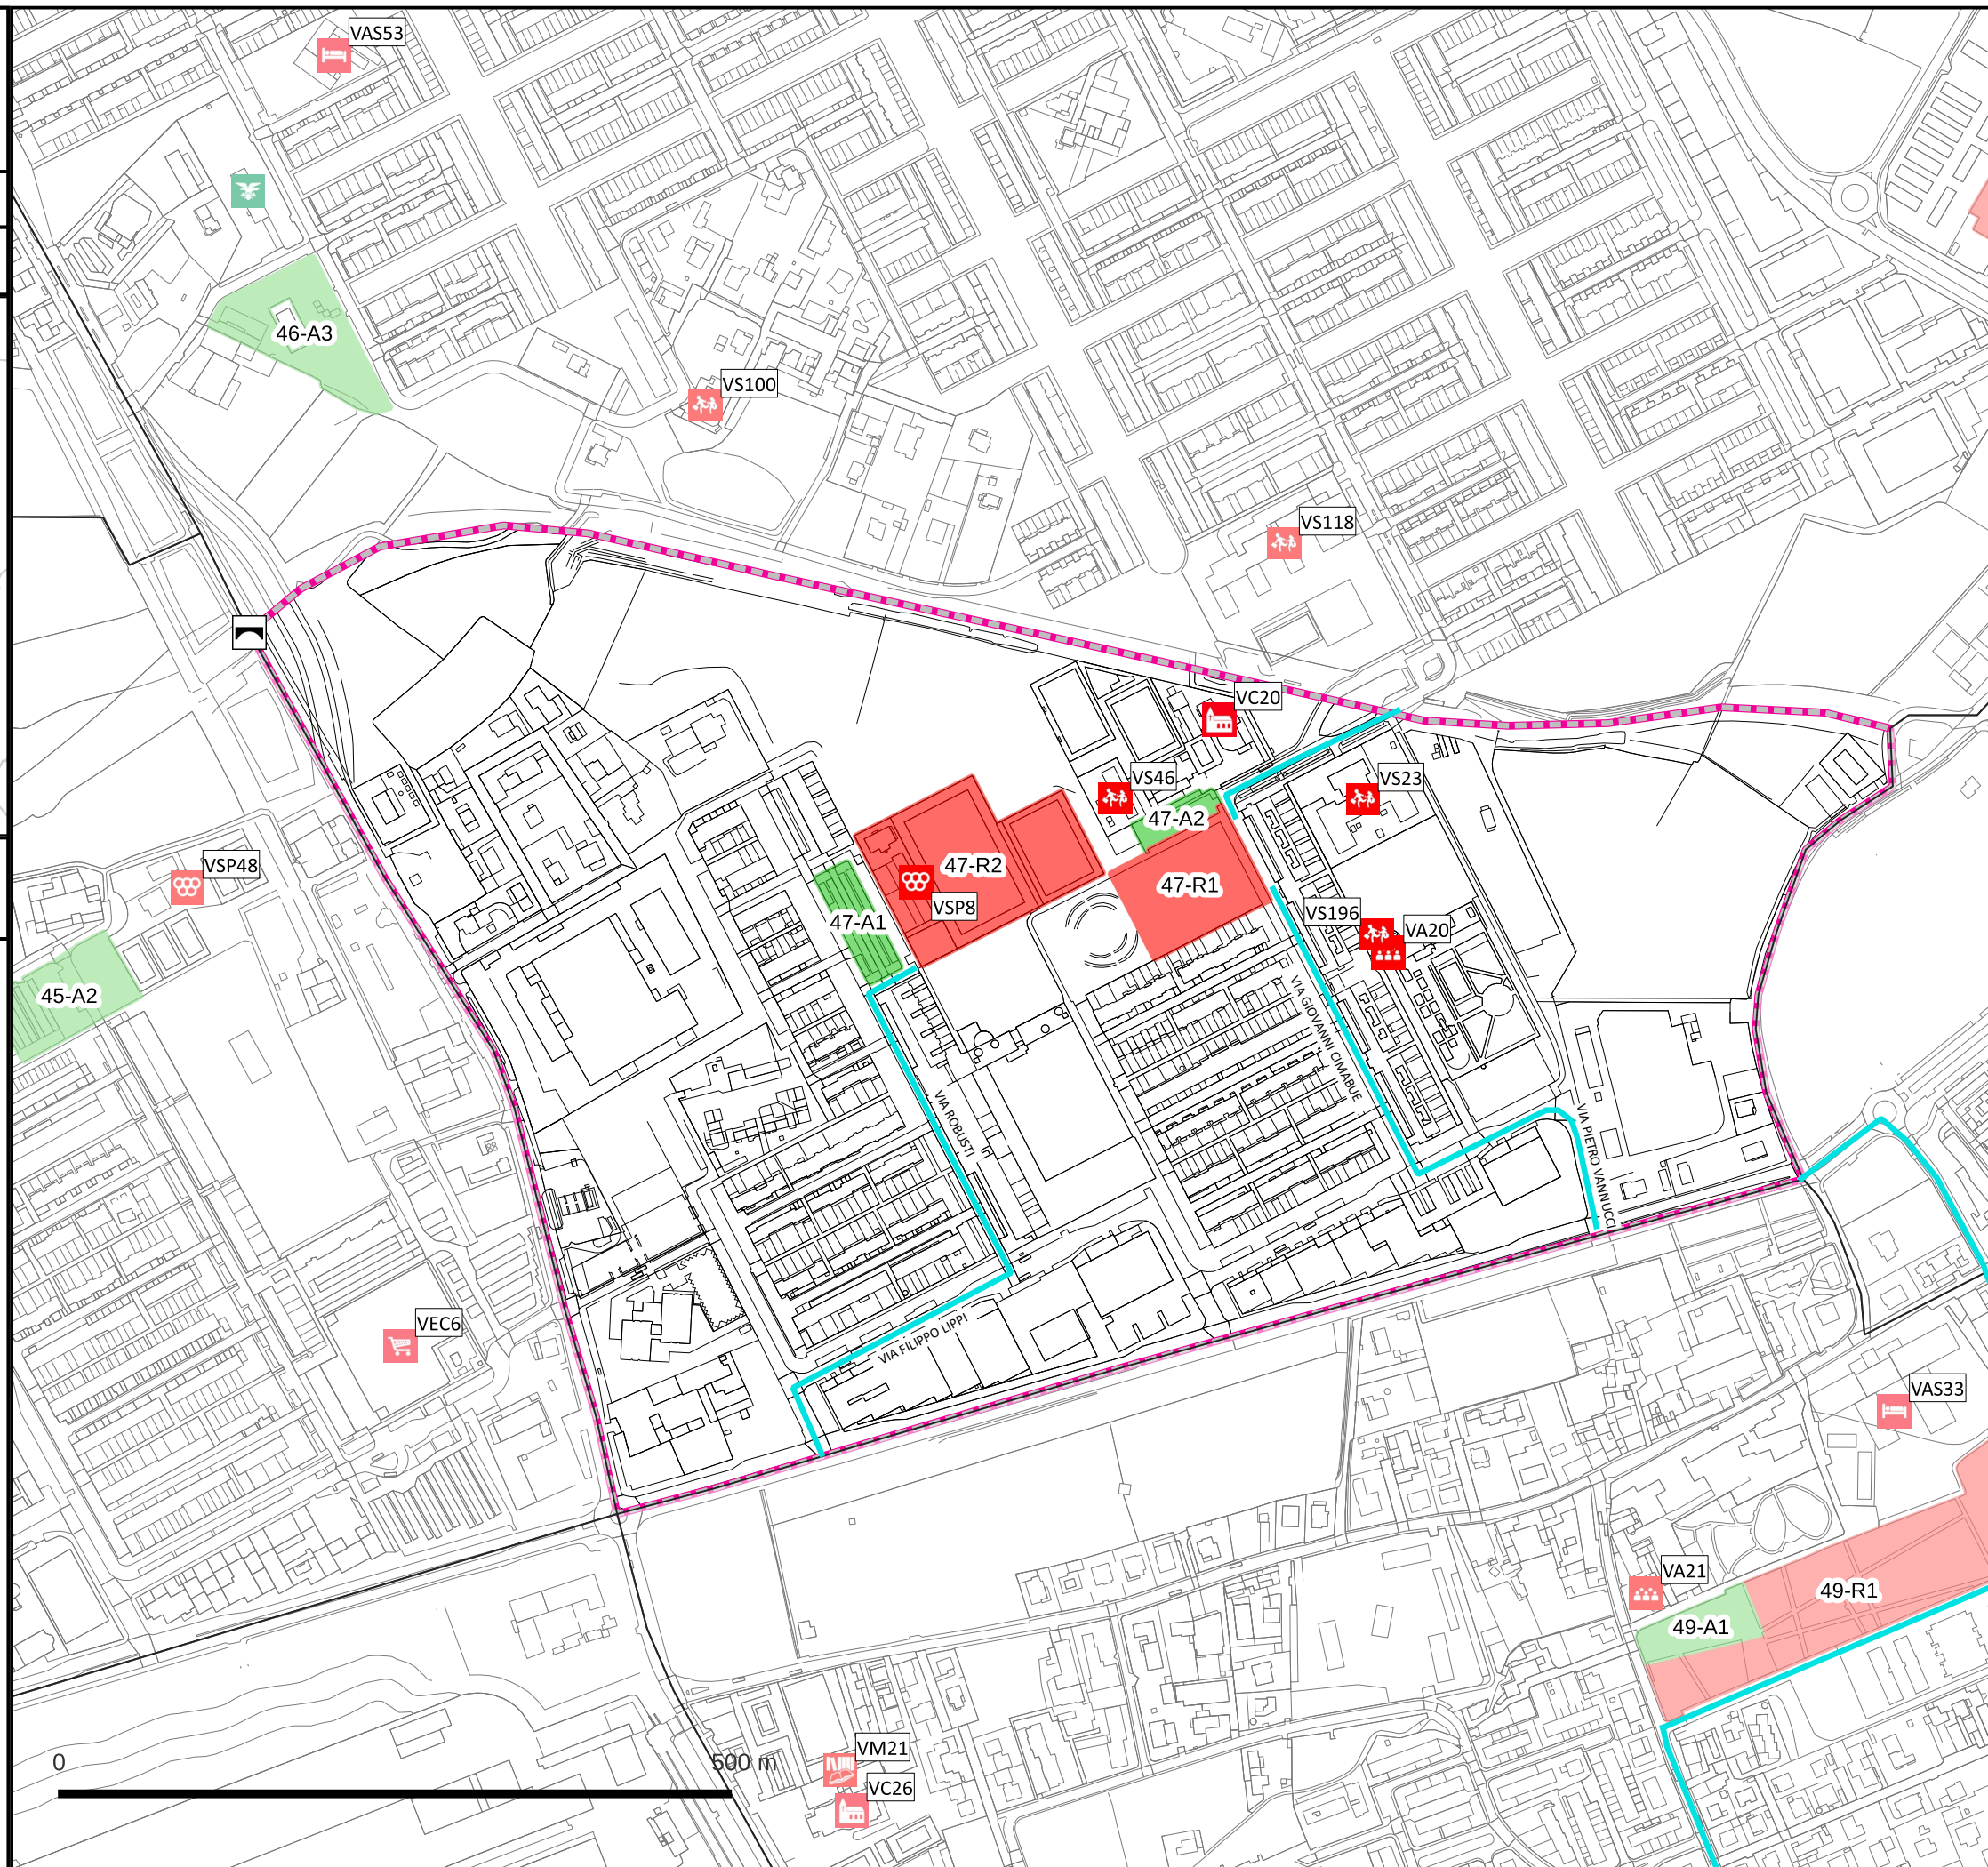 VAS53
46-A3
VS100
VS118
VC20
VS46
VS23
47-A2
VSP48
47-R2
47-R1
VSP8
47-A1
VS196
VA20
45-A2
VIA GIOVANNI CIMABUE
VIA ROBUSTI
VIA PIETRO VANNUCCI
VEC6
VIA FILIPPO LIPPI
VAS33
VA21
49-R1
49-A1
VM21
0
500 m
VC26